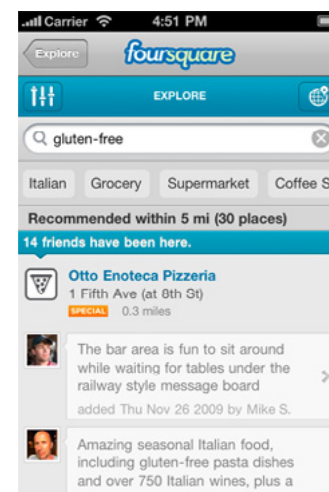 Carrier 4:51 PM
Explore foursquare
EXPLORE
gluten-free
Italian Grocery Supermarket Coffee S
Recommended within 5 mi (30 places)
14 friends have been here.
Otto Enoteca Pizzeria
1 Fifth Ave (at 8th St)
SPECIAL 0.3 miles
The bar area is fun to sit around
while waiting for tables under the
railway style message board
added Thu Nov 26 2009 by Mike S.
Amazing seasonal Italian food,
including gluten-free pasta dishes
and over 750 Italian wines, plus a